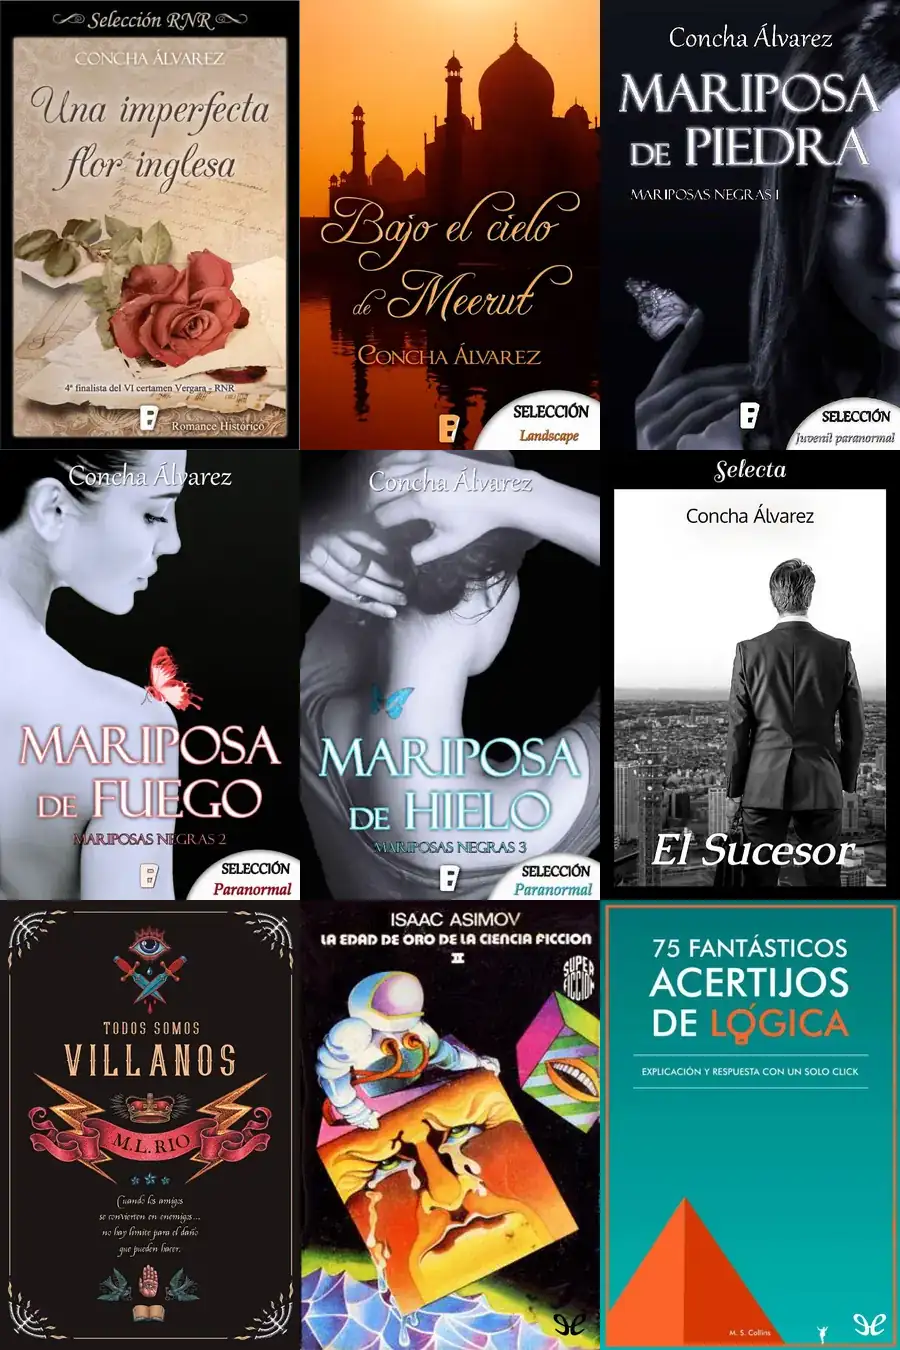 Selección RNR
CONCHA ÁLVAREZ
Una imperfecta
flor inglesa
4ª finalista del VI certamen Vergara - RNR
B
Romance Histórico
Bajo el cielo
de Meerut
CONCHA ÁLVAREZ
B
SELECCIÓN
Landscape
Concha Álvarez
MARIPOSA
DE PIEDRA
MARIPOSAS NEGRAS 1
B
SELECCIÓN
Juvenil paranormal
Concha Álvarez
MARIPOSA
DE FUEGO
MARIPOSAS NEGRAS 2
B
SELECCIÓN
Paranormal
Concha Álvarez
MARIPOSA
DE HIELO
MARIPOSAS NEGRAS 3
B
SELECCIÓN
Paranormal
Selecta
Concha Álvarez
El Sucesor
TODOS SOMOS
VILLANOS
M. L. RIO
Cuando los amigos
se convierten en enemigos...
no hay límite para el daño
que pueden hacer.
ISAAC ASIMOV
LA EDAD DE ORO DE LA CIENCIA FICCION
II
SUPER
FICCION
75 FANTÁSTICOS
ACERTIJOS
DE LÓGICA
EXPLICACIÓN Y RESPUESTA CON UN SOLO CLICK
M. S. Collins